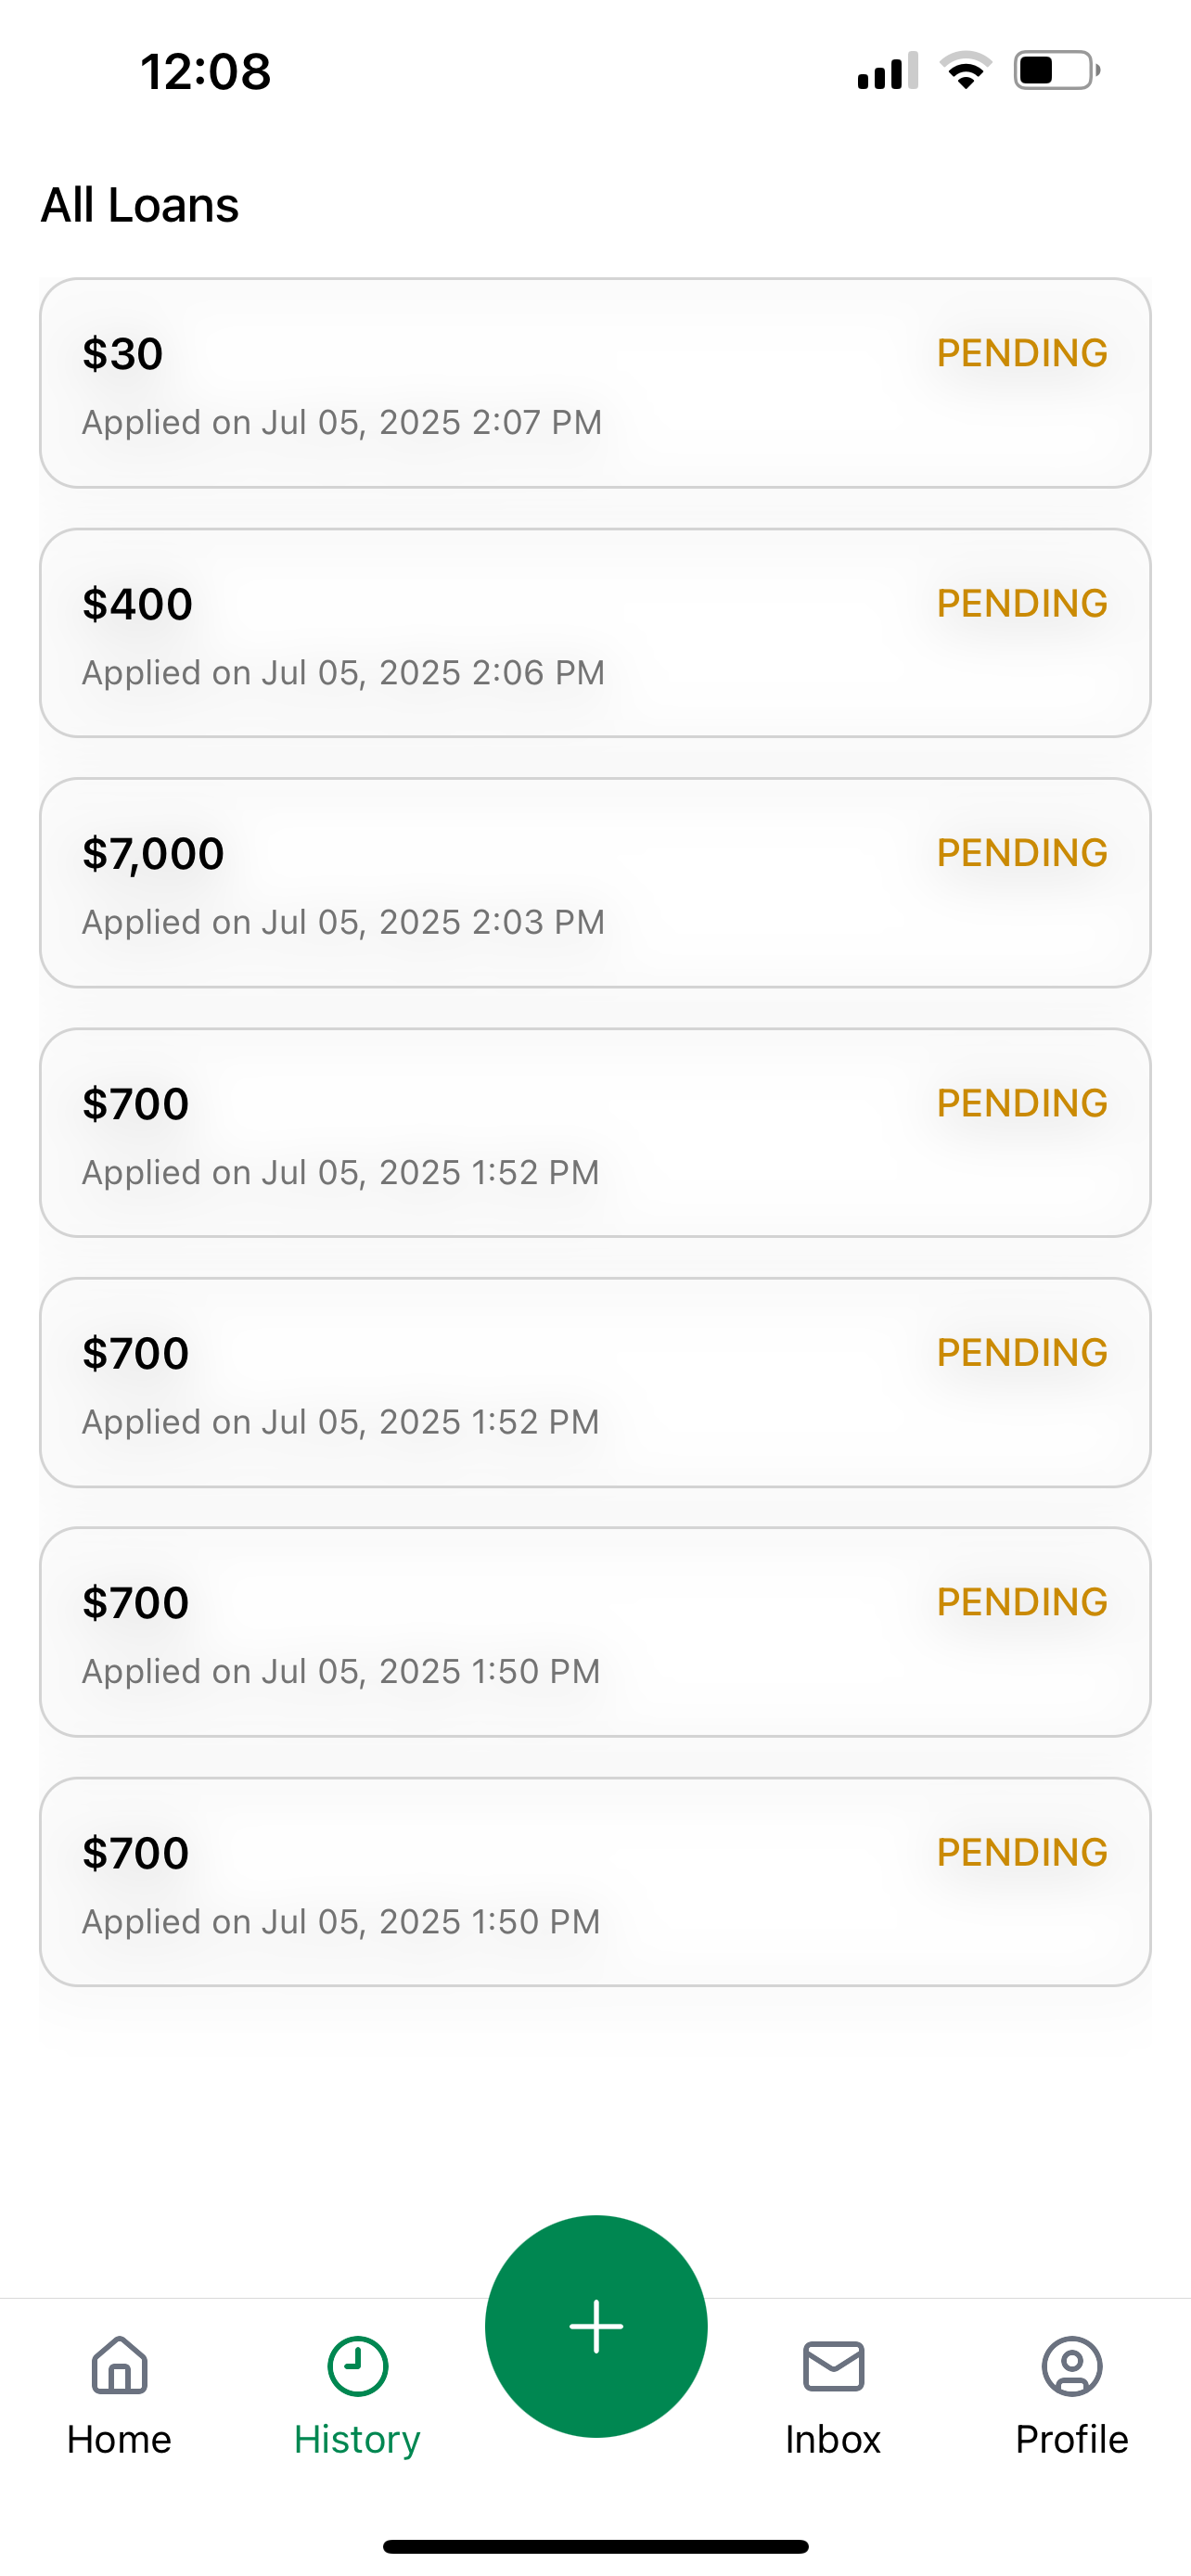 12:08
All Loans
$30 PENDING
Applied on Jul 05, 2025 2:07 PM
$400 PENDING
Applied on Jul 05, 2025 2:06 PM
$7,000 PENDING
Applied on Jul 05, 2025 2:03 PM
$700 PENDING
Applied on Jul 05, 2025 1:52 PM
$700 PENDING
Applied on Jul 05, 2025 1:52 PM
$700 PENDING
Applied on Jul 05, 2025 1:50 PM
$700 PENDING
Applied on Jul 05, 2025 1:50 PM
Home History Inbox Profile